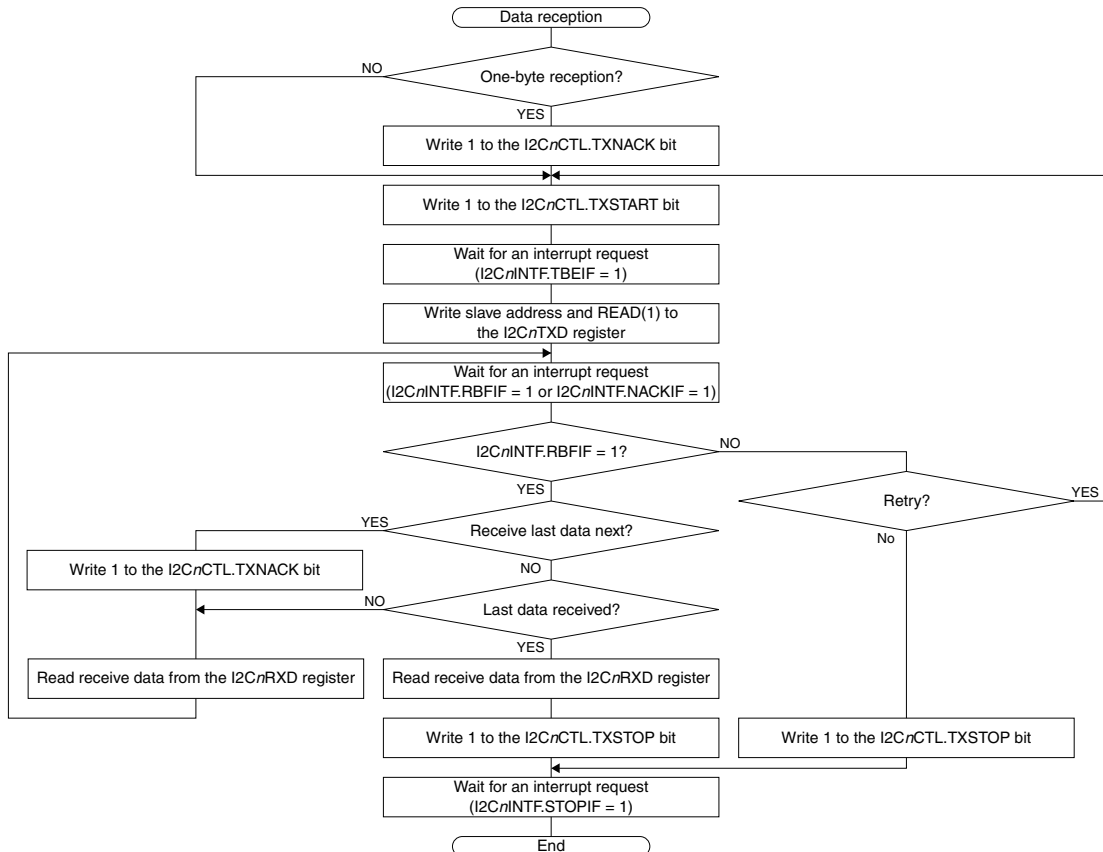 Data reception
One-byte reception?
NO
YES
Write 1 to the I2CnCTL.TXNACK bit
Write 1 to the I2CnCTL.TXSTART bit
Wait for an interrupt request
(I2CnINTF.TBEIF = 1)
Write slave address and READ(1) to
the I2CnTXD register
Wait for an interrupt request
(I2CnINTF.RBFIF = 1 or I2CnINTF.NACKIF = 1)
I2CnINTF.RBFIF = 1?
NO
YES
Retry?
YES
No
Receive last data next?
YES
NO
Write 1 to the I2CnCTL.TXNACK bit
Last data received?
NO
YES
Read receive data from the I2CnRXD register
Read receive data from the I2CnRXD register
Write 1 to the I2CnCTL.TXSTOP bit
Write 1 to the I2CnCTL.TXSTOP bit
Wait for an interrupt request
(I2CnINTF.STOPIF = 1)
End